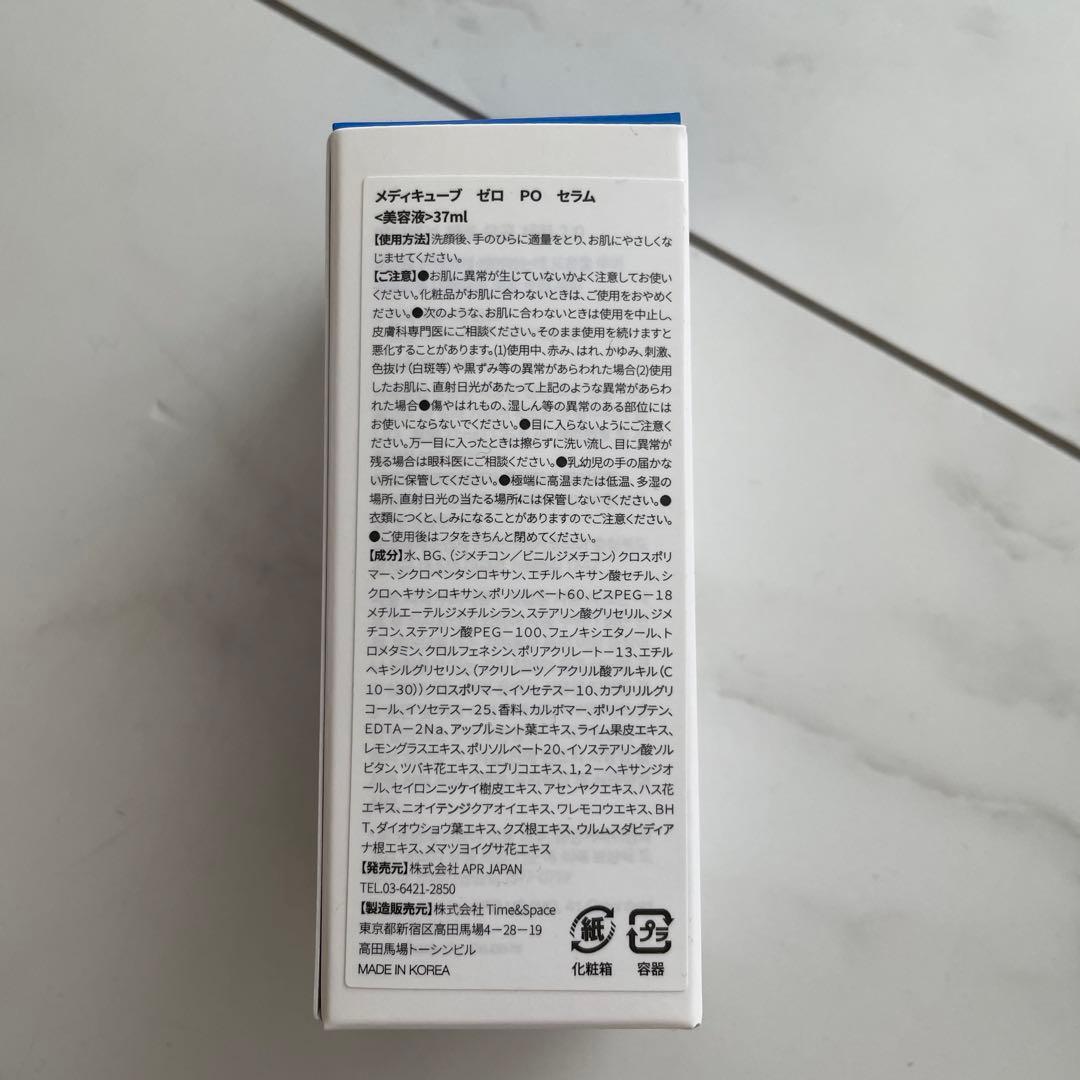 メディキューブ ゼロ PO セラム
<美容液>37ml
【使用方法】洗顔後、手のひらに適量をとり、お肌にやさしくな
じませてください。
【ご注意】●お肌に異常が生じていないかよく注意してお使い
ください。化粧品がお肌に合わないときは、ご使用をおやめく
ださい。●次のような、お肌に合わないときは使用を中止し、
皮膚科専門医にご相談ください。そのまま使用を続けますと
悪化することがあります。(1)使用中、赤み、はれ、かゆみ、刺激、
色抜け(白斑等)や黒ずみ等の異常があらわれた場合(2)使用
したお肌に、直射日光があたって上記のような異常があらわ
れた場合●傷やはれもの、湿しん等の異常のある部位には
お使いにならないでください。●目に入らないようにご注意く
ださい。万一目に入ったときは擦らずに洗い流し、目に異常が
残る場合は眼科医にご相談ください。●乳幼児の手の届かな
い所に保管してください。●極端に高温または低温、多湿の
場所、直射日光の当たる場所には保管しないでください。●
衣類につくと、しみになることがありますのでご注意ください。
●ご使用後はフタをきちんと閉めてください。
【成分】水、BG、(ジメチコン/ビニルジメチコン)クロスポリ
マー、シクロペンタシロキサン、エチルヘキサン酸セチル、シ
クロヘキサシロキサン、ポリソルベート60、ビスPEG-18
メチルエーテルジメチルシラン、ステアリン酸グリセリル、ジメ
チコン、ステアリン酸PEG-100、フェノキシエタノール、ト
ロメタミン、クロルフェネシン、ポリアクリレート-13、エチル
ヘキシルグリセリン、(アクリレーツ/アクリル酸アルキル(C
10-30))クロスポリマー、イソセテス-10、カプリリルグリ
コール、イソセテス-25、香料、カルボマー、ポリイソブテン、
EDTA-2Na、アップルミント葉エキス、ライム果皮エキス、
レモングラスエキス、ポリソルベート20、イソステアリン酸ソル
ビタン、ツバキ花エキス、エブリコエキス、1,2-ヘキサンジオ
ール、セイロンニッケイ樹皮エキス、アセンヤクエキス、ハス花
エキス、ニオイテンジクアオイエキス、ワレモコウエキス、BH
T、ダイオウショウ葉エキス、クズ根エキス、ウルムスダビディア
ナ根エキス、メマツヨイグサ花エキス
【発売元】株式会社 APR JAPAN
TEL.03-6421-2850
【製造販売元】株式会社 Time&Space
東京都新宿区高田馬場4-28-19
高田馬場トーシンビル
MADE IN KOREA
紙
化粧箱
プラ
容器